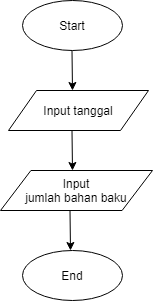 Start
Input tanggal
Input
jumlah bahan baku
End